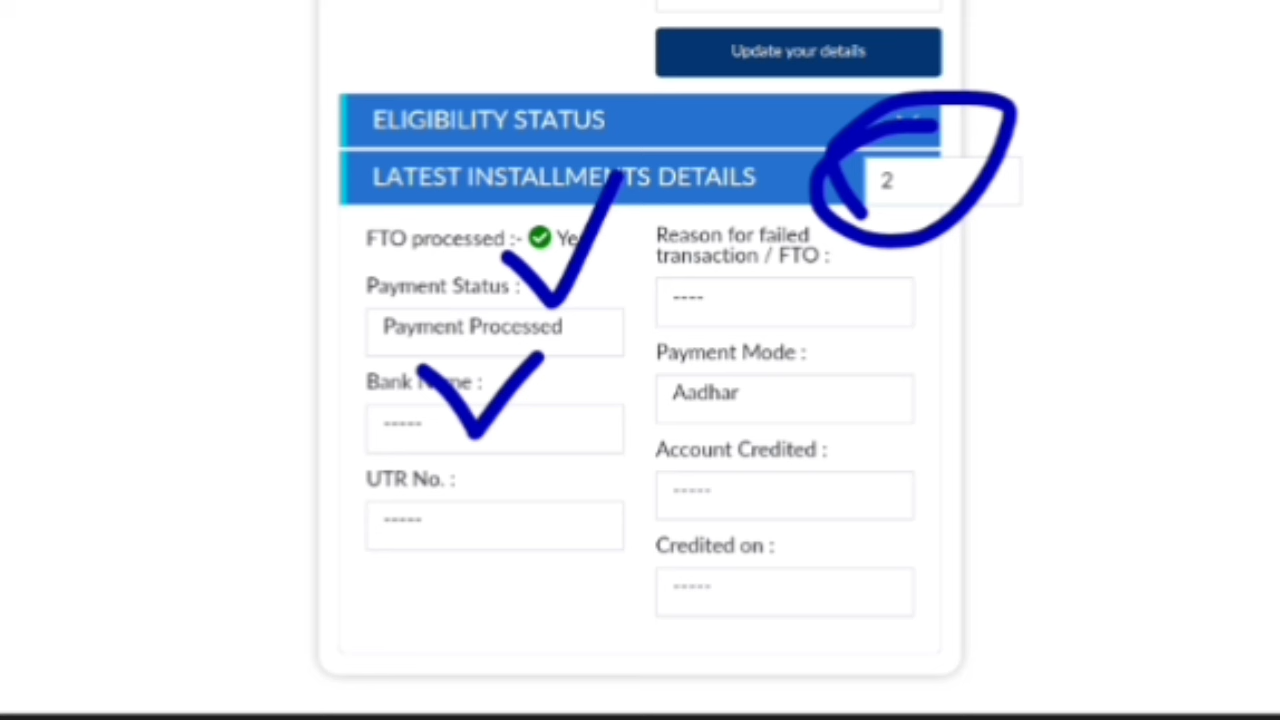 Update your details
ELIGIBILITY STATUS
LATEST INSTALLMENTS DETAILS
2
FTO processed :-
Payment Status :
Payment Processed
Bank
-----
UTR No. :
-----
Reason for failed
transaction / FTO :
----
Payment Mode :
Aadhar
Account Credited :
-----
Credited on :
-----